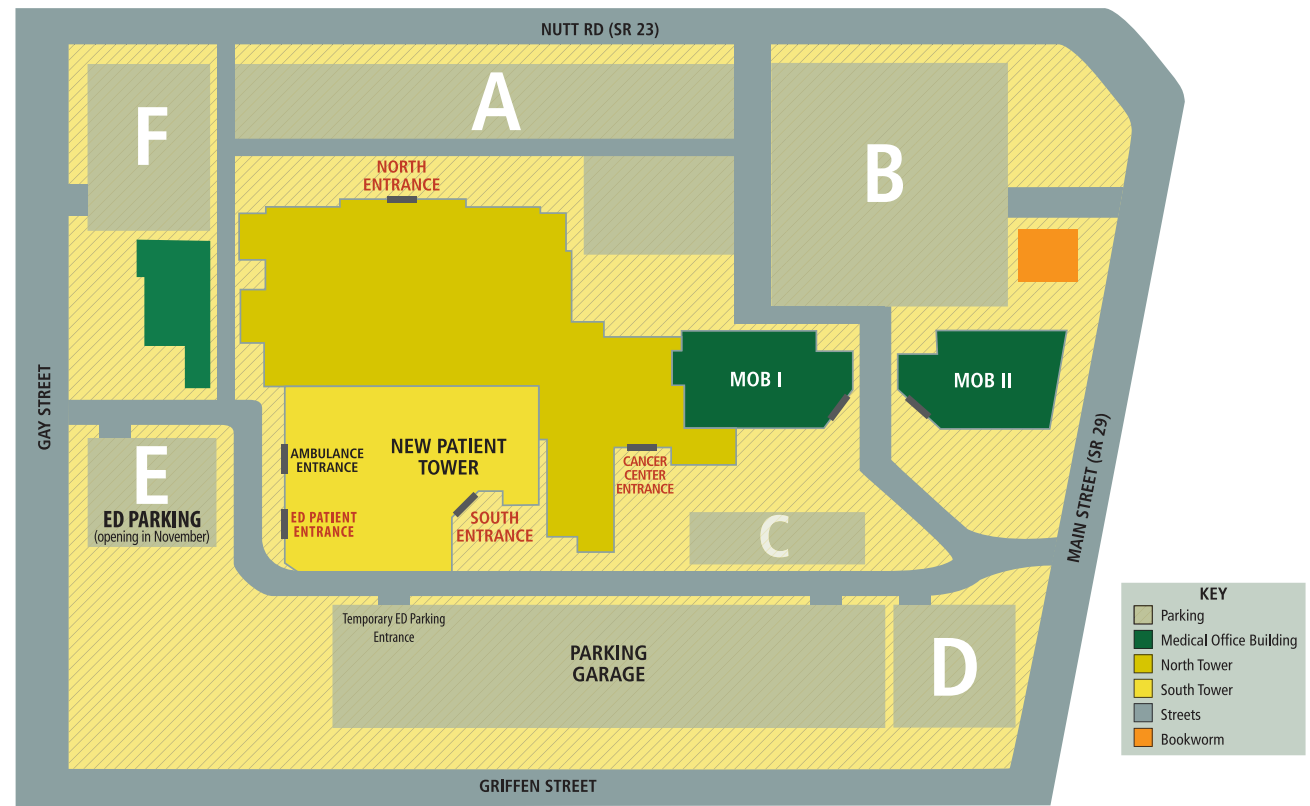 NUTT RD (SR 23)
F
A
B
NORTH
ENTRANCE
GAY STREET
MOB I
MOB II
E
ED PARKING
(opening in November)
AMBULANCE
ENTRANCE
NEW PATIENT
TOWER
ED PATIENT
ENTRANCE
SOUTH
ENTRANCE
CANCER
CENTER
ENTRANCE
C
MAIN STREET (SR 29)
Temporary ED Parking
Entrance
PARKING
GARAGE
D
GRIFFEN STREET
KEY
Parking
Medical Office Building
North Tower
South Tower
Streets
Bookworm